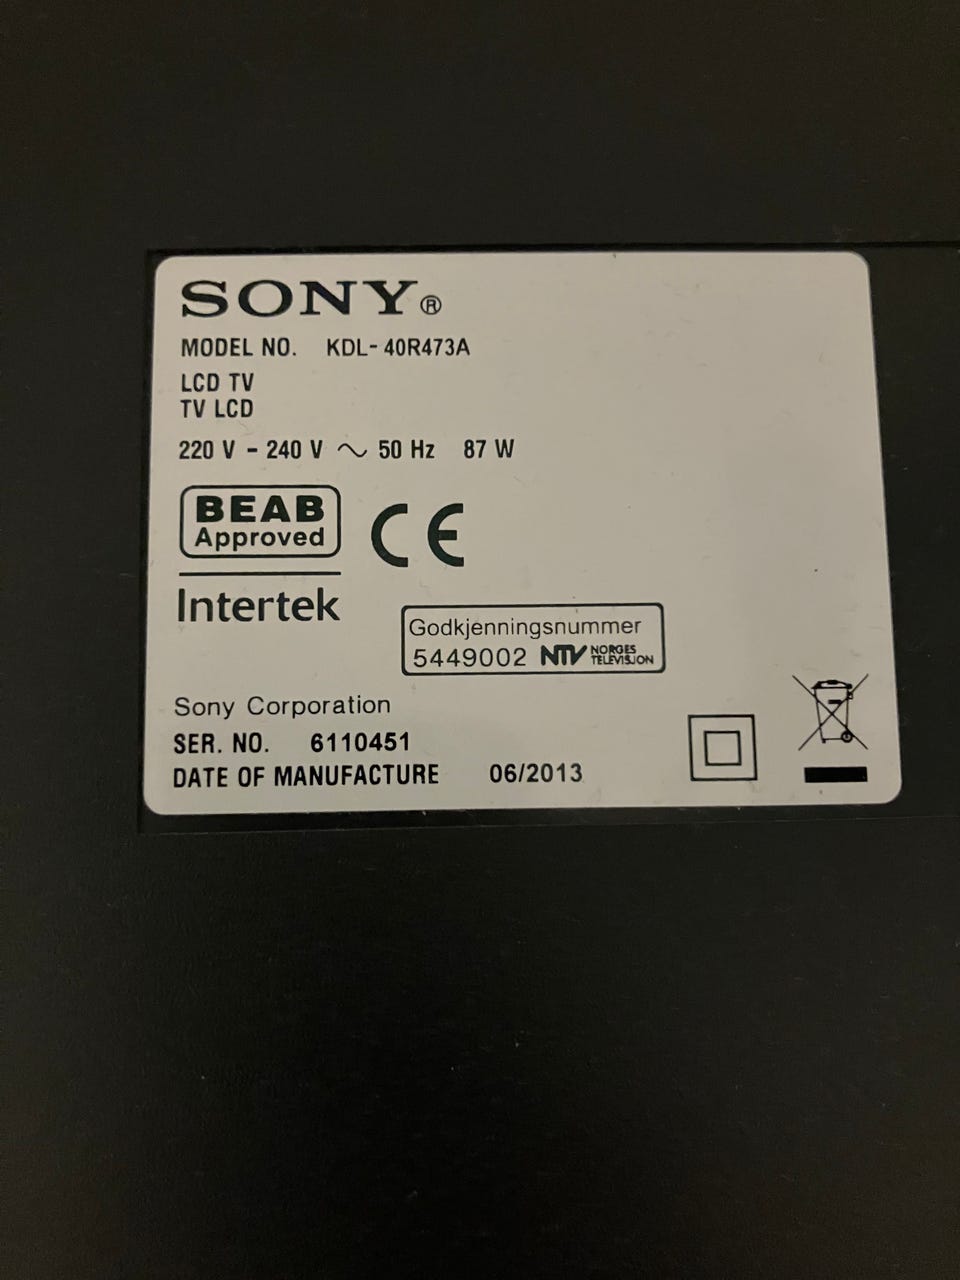 SONY®
MODEL NO. KDL-40R473A
LCD TV
TV LCD
220 V - 240 V ~ 50 Hz 87 W
BEAB
Approved
CE
Intertek
Godkjenningsnummer
5449002 NTV NORGES TELEVISJON
Sony Corporation
SER. NO. 6110451
DATE OF MANUFACTURE 06/2013